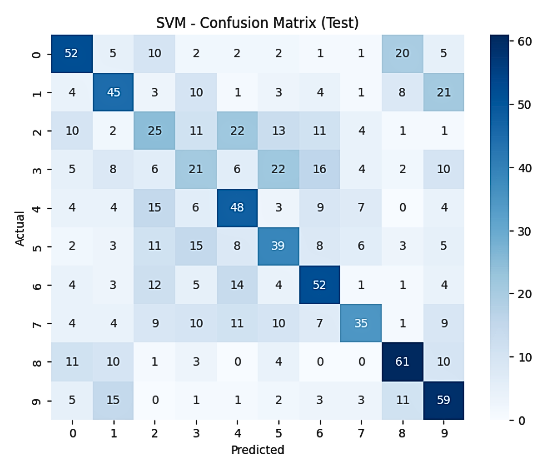 SVM - Confusion Matrix (Test)
0 52 5 10 2 2 2 1 1 20 5
1 4 45 3 10 1 3 4 1 8 21
2 10 2 25 11 22 13 11 4 1 1
3 5 8 6 21 6 22 16 4 2 10
4 4 4 15 6 48 3 9 7 0 4
5 2 3 11 15 8 39 8 6 3 5
6 4 3 12 5 14 4 52 1 1 4
7 4 4 9 10 11 10 7 35 1 9
8 11 10 1 3 0 4 0 0 61 10
9 5 15 0 1 1 2 3 3 11 59
0 1 2 3 4 5 6 7 8 9
Predicted
Actual
60
50
40
30
20
10
0